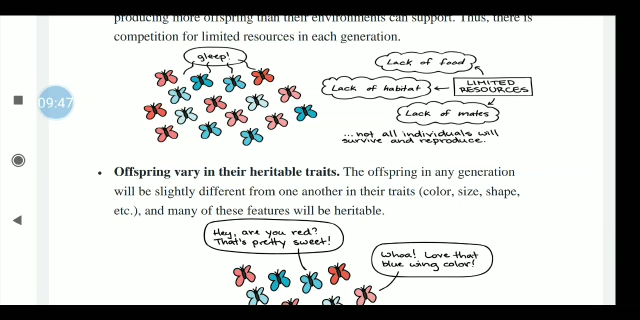 producing more offspring than their environments can support. Thus, there is
competition for limited resources in each generation.
gleep!
Lack of food
Lack of habitat
LIMITED
RESOURCES
Lack of mates
...not all individuals will
survive and reproduce.
09:47
• Offspring vary in their heritable traits. The offspring in any generation
will be slightly different from one another in their traits (color, size, shape,
etc.), and many of these features will be heritable.
Hey, are you red?
That's pretty sweet!
Whoa! Love that
blue wing color!